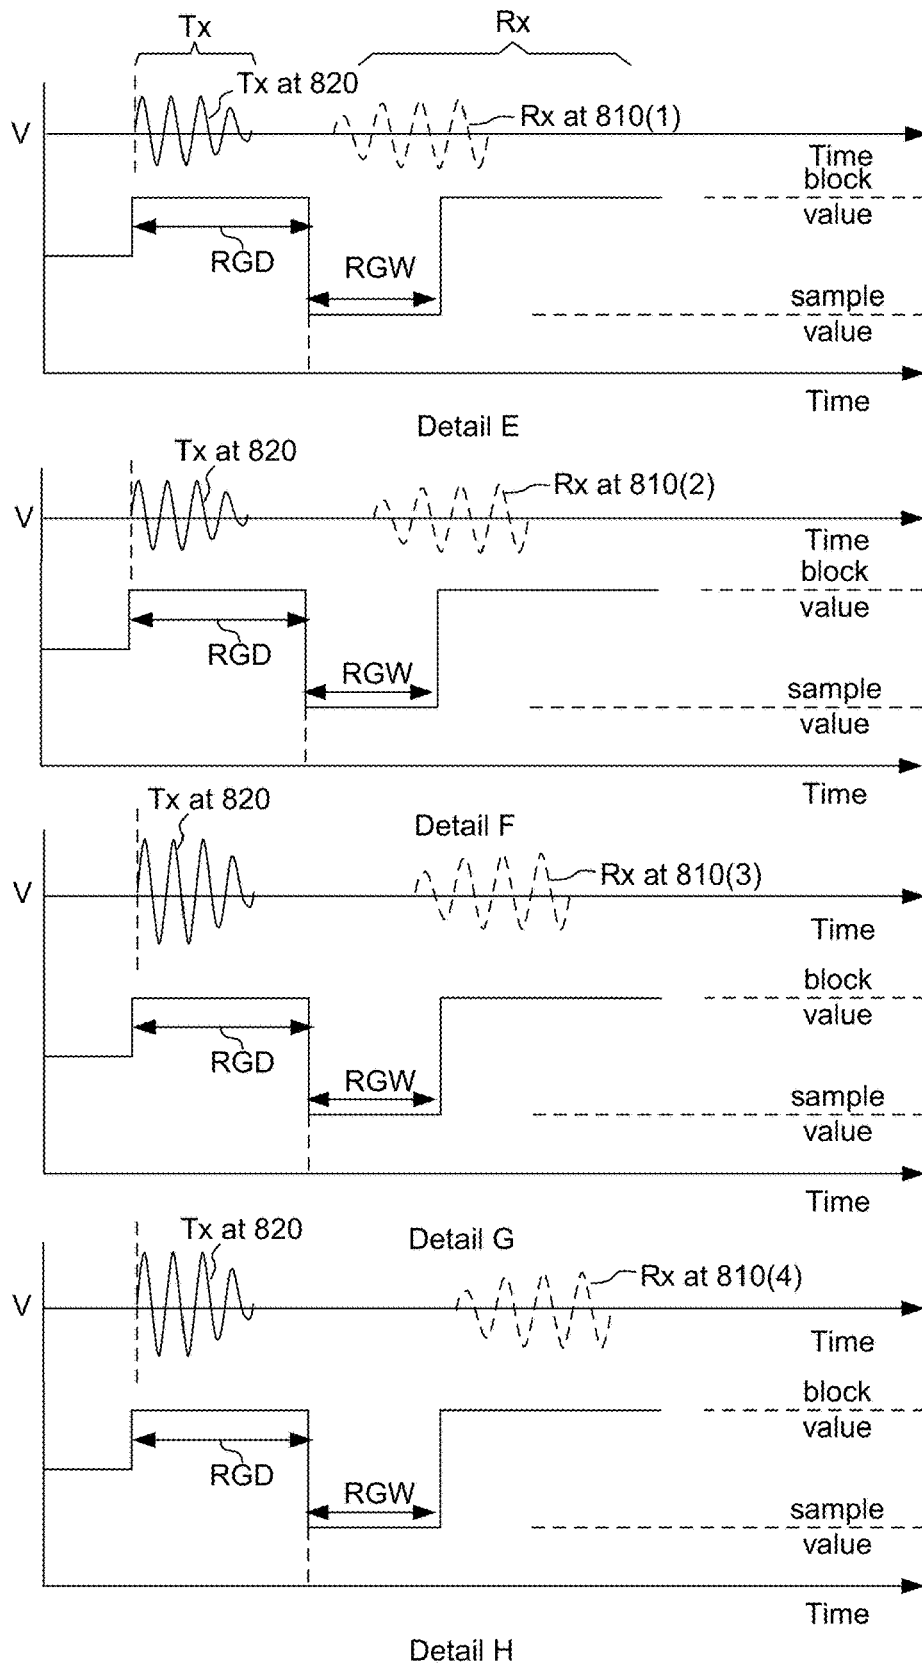 Tx
Rx
Tx at 820
Rx at 810(1)
V
Time
block
value
RGD
RGW
sample
value
Time
Detail E
Tx at 820
Rx at 810(2)
V
Time
block
value
RGD
RGW
sample
value
Time
Tx at 820
Detail F
Rx at 810(3)
V
Time
block
value
RGD
RGW
sample
value
Time
Tx at 820
Detail G
Rx at 810(4)
V
Time
block
value
RGD
RGW
sample
value
Time
Detail H